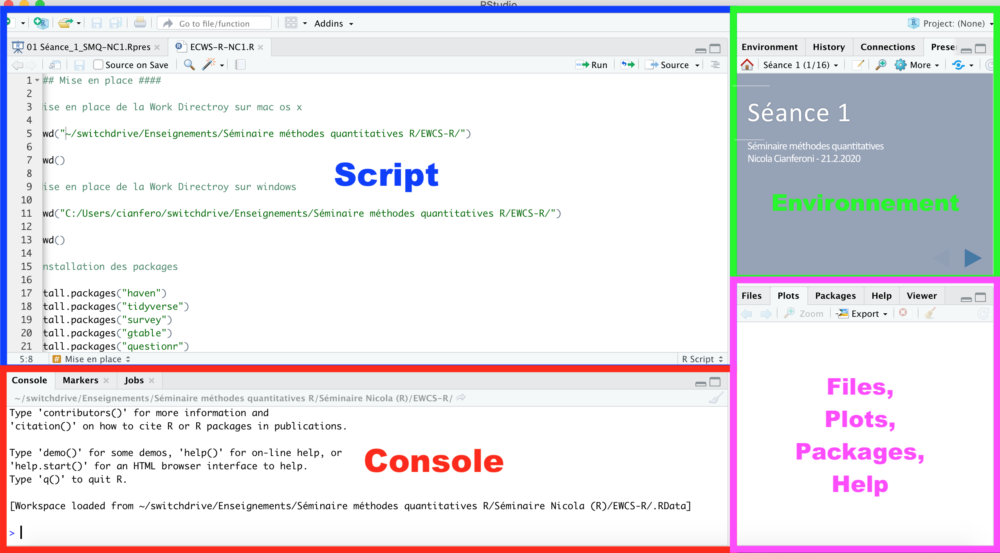 RStudio
Go to file/function
Addins
Project: (None)
01 Séance_1_SMQ-NC1.Rpres
ECWS-R-NC1.R
Source on Save
Run
Source
1 ## Mise en place ####
2
3 ise en place de la Work Directroy sur mac os x
4
5 wd("~/switchdrive/Enseignements/Séminaire méthodes quantitatives R/EWCS-R/")
6
7 wd()
8
9 ise en place de la Work Directroy sur windows
10
11 wd("C:/Users/cianfero/switchdrive/Enseignements/Séminaire méthodes quantitatives R/EWCS-R/")
12
13 wd()
14
15 nstallation des packages
16
17 tall.packages("haven")
18 tall.packages("tidyverse")
19 tall.packages("survey")
20 tall.packages("gtable")
21 tall.packages("questionr")
Script
5:8 # Mise en place
R Script
Console Markers Jobs
~/switchdrive/Enseignements/Séminaire méthodes quantitatives R/Séminaire Nicola (R)/EWCS-R/
Type 'contributors()' for more information and
'citation()' on how to cite R or R packages in publications.
Type 'demo()' for some demos, 'help()' for on-line help, or
'help.start()' for an HTML browser interface to help.
Type 'q()' to quit R.
[Workspace loaded from ~/switchdrive/Enseignements/Séminaire méthodes quantitatives R/Séminaire Nicola (R)/EWCS-R/.RData]
>
Console
Environment History Connections Prese
Séance 1 (1/16) More
Séance 1
Séminaire méthodes quantitatives
Nicola Cianferoni - 21.2.2020
Environnement
Files Plots Packages Help Viewer
Zoom Export
Files,
Plots,
Packages,
Help